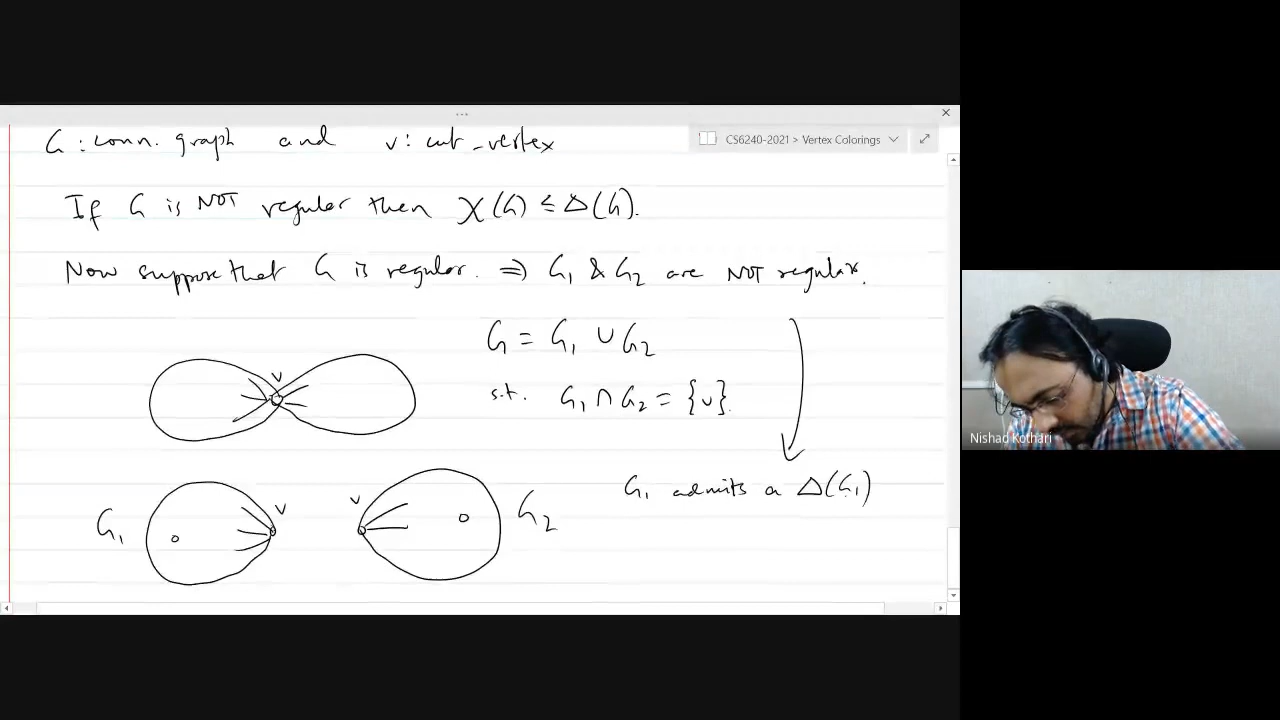 G : conn. graph and v : cut-vertex
CS6240-2021 > Vertex Colorings
If G is NOT regular then χ(G) ≤ Δ(G).
Now suppose that G is regular. ⇒ G₁ & G₂ are NOT regular.
G = G₁ ∪ G₂
v
s.t. G₁ ∩ G₂ = {v}.
Nishad Kothari
G₁ admits a Δ(G₁)
G₁ v v G₂